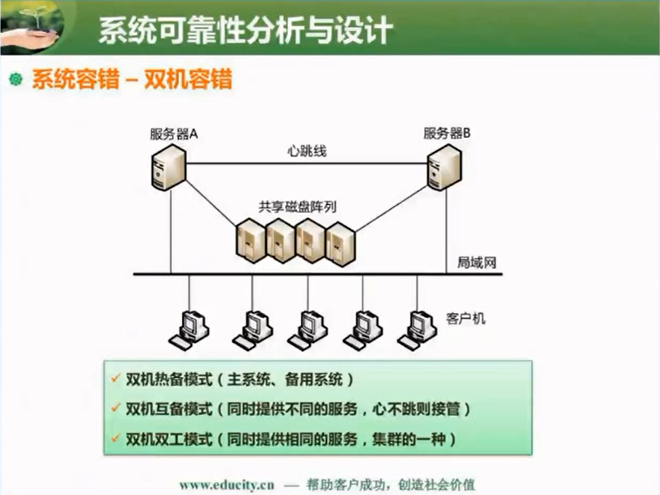 系统可靠性分析与设计
系统容错 – 双机容错
服务器A
服务器B
心跳线
共享磁盘阵列
局域网
客户机
双机热备模式（主系统、备用系统）
双机互备模式（同时提供不同的服务，心不跳则接管）
双机双工模式（同时提供相同的服务，集群的一种）
www.educity.cn — 帮助客户成功，创造社会价值